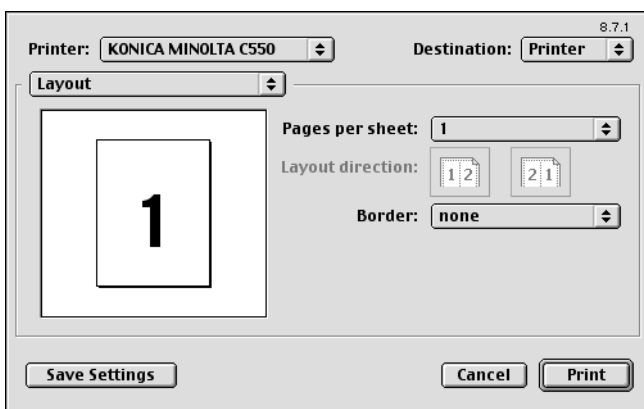 8.7.1
Printer: KONICA MINOLTA C550 Destination: Printer
Layout
Pages per sheet: 1
Layout direction: 1 2 2 1
1
Border: none
Save Settings Cancel Print